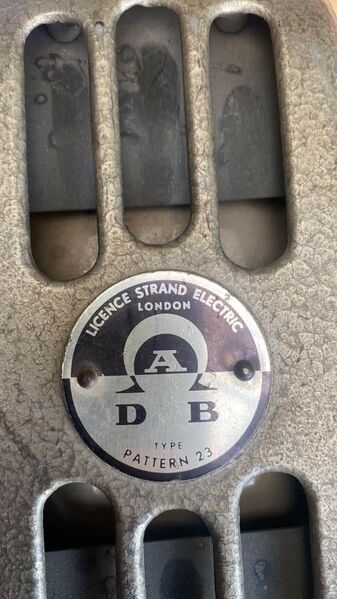 LICENCE STRAND ELECTRIC
LONDON
A
D B
TYPE
PATTERN 23